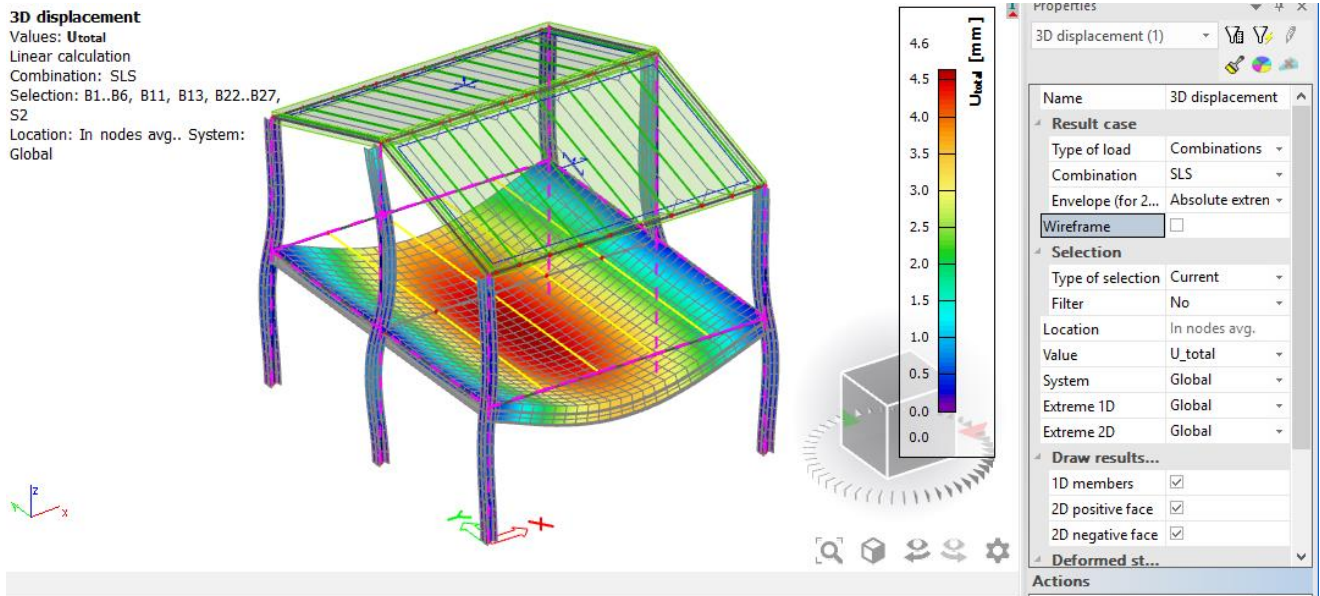 3D displacement
Values: Utotal
Linear calculation
Combination: SLS
Selection: B1..B6, B11, B13, B22..B27,
S2
Location: In nodes avg.. System:
Global
z
x
Y
X
Utotal [mm]
4.6
4.5
4.0
3.5
3.0
2.5
2.0
1.5
1.0
0.5
0.0
0.0
Properties
3D displacement (1)
Name 3D displacement
Result case
Type of load Combinations
Combination SLS
Envelope (for 2... Absolute extren
Wireframe
Selection
Type of selection Current
Filter No
Location In nodes avg.
Value U_total
System Global
Extreme 1D Global
Extreme 2D Global
Draw results...
1D members
2D positive face
2D negative face
Deformed st...
Actions